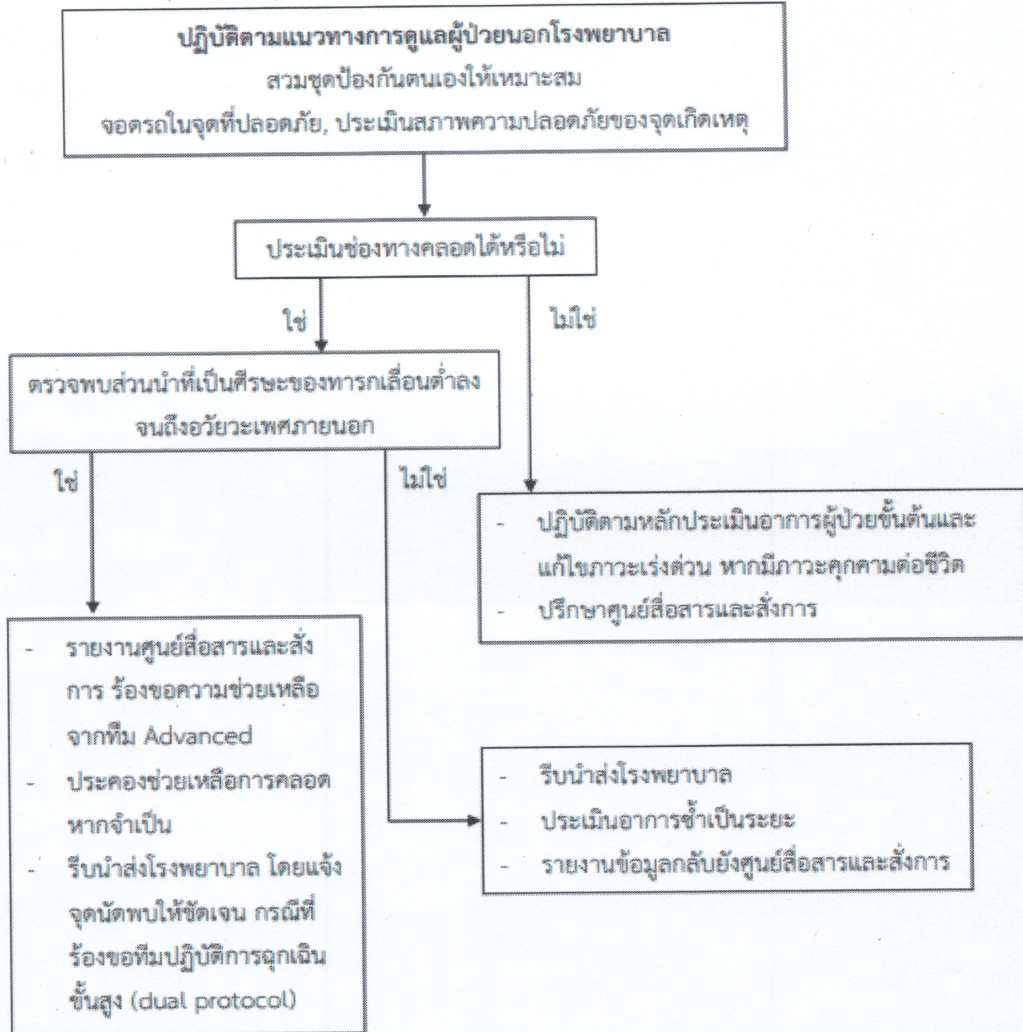 ปฏิบัติตามแนวทางการดูแลผู้ป่วยนอกโรงพยาบาล
สวมชุดป้องกันตนเองให้เหมาะสม
จอดรถในจุดที่ปลอดภัย, ประเมินสภาพความปลอดภัยของจุดเกิดเหตุ
ประเมินช่องทางคลอดได้หรือไม่
ใช่
ไม่ใช่
ตรวจพบส่วนนำที่เป็นศีรษะของทารกเลื่อนต่ำลง
จนถึงอวัยวะเพศภายนอก
ใช่
ไม่ใช่
- ปฏิบัติตามหลักประเมินอาการผู้ป่วยขั้นต้นและ
แก้ไขภาวะเร่งด่วน หากมีภาวะคุกคามต่อชีวิต
- ปรึกษาศูนย์สื่อสารและสั่งการ
- รายงานศูนย์สื่อสารและสั่ง
การ ร้องขอความช่วยเหลือ
จากทีม Advanced
- ประคองช่วยเหลือการคลอด
หากจำเป็น
- รีบนำส่งโรงพยาบาล โดยแจ้ง
จุดนัดพบให้ชัดเจน กรณีที่
ร้องขอทีมปฏิบัติการฉุกเฉิน
ขั้นสูง (dual protocol)
- รีบนำส่งโรงพยาบาล
- ประเมินอาการซ้ำเป็นระยะ
- รายงานข้อมูลกลับยังศูนย์สื่อสารและสั่งการ